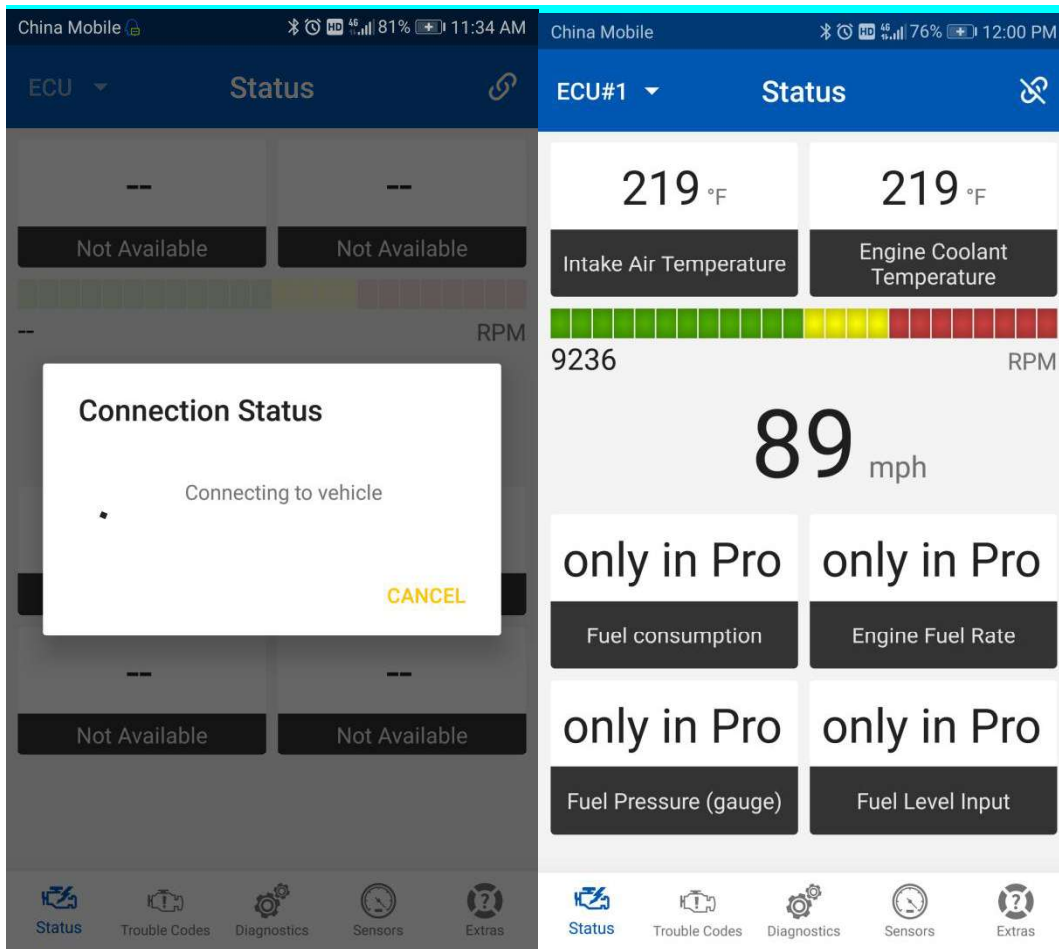 China Mobile
HD 46 81% 11:34 AM
ECU Status
-- --
Not Available Not Available
-- RPM
Connection Status
Connecting to vehicle
CANCEL
-- --
Not Available Not Available
Status Trouble Codes Diagnostics Sensors Extras
China Mobile
HD 46 76% 12:00 PM
ECU#1 Status
219 °F 219 °F
Intake Air Temperature Engine Coolant
Temperature
9236 RPM
89 mph
only in Pro only in Pro
Fuel consumption Engine Fuel Rate
only in Pro only in Pro
Fuel Pressure (gauge) Fuel Level Input
Status Trouble Codes Diagnostics Sensors Extras